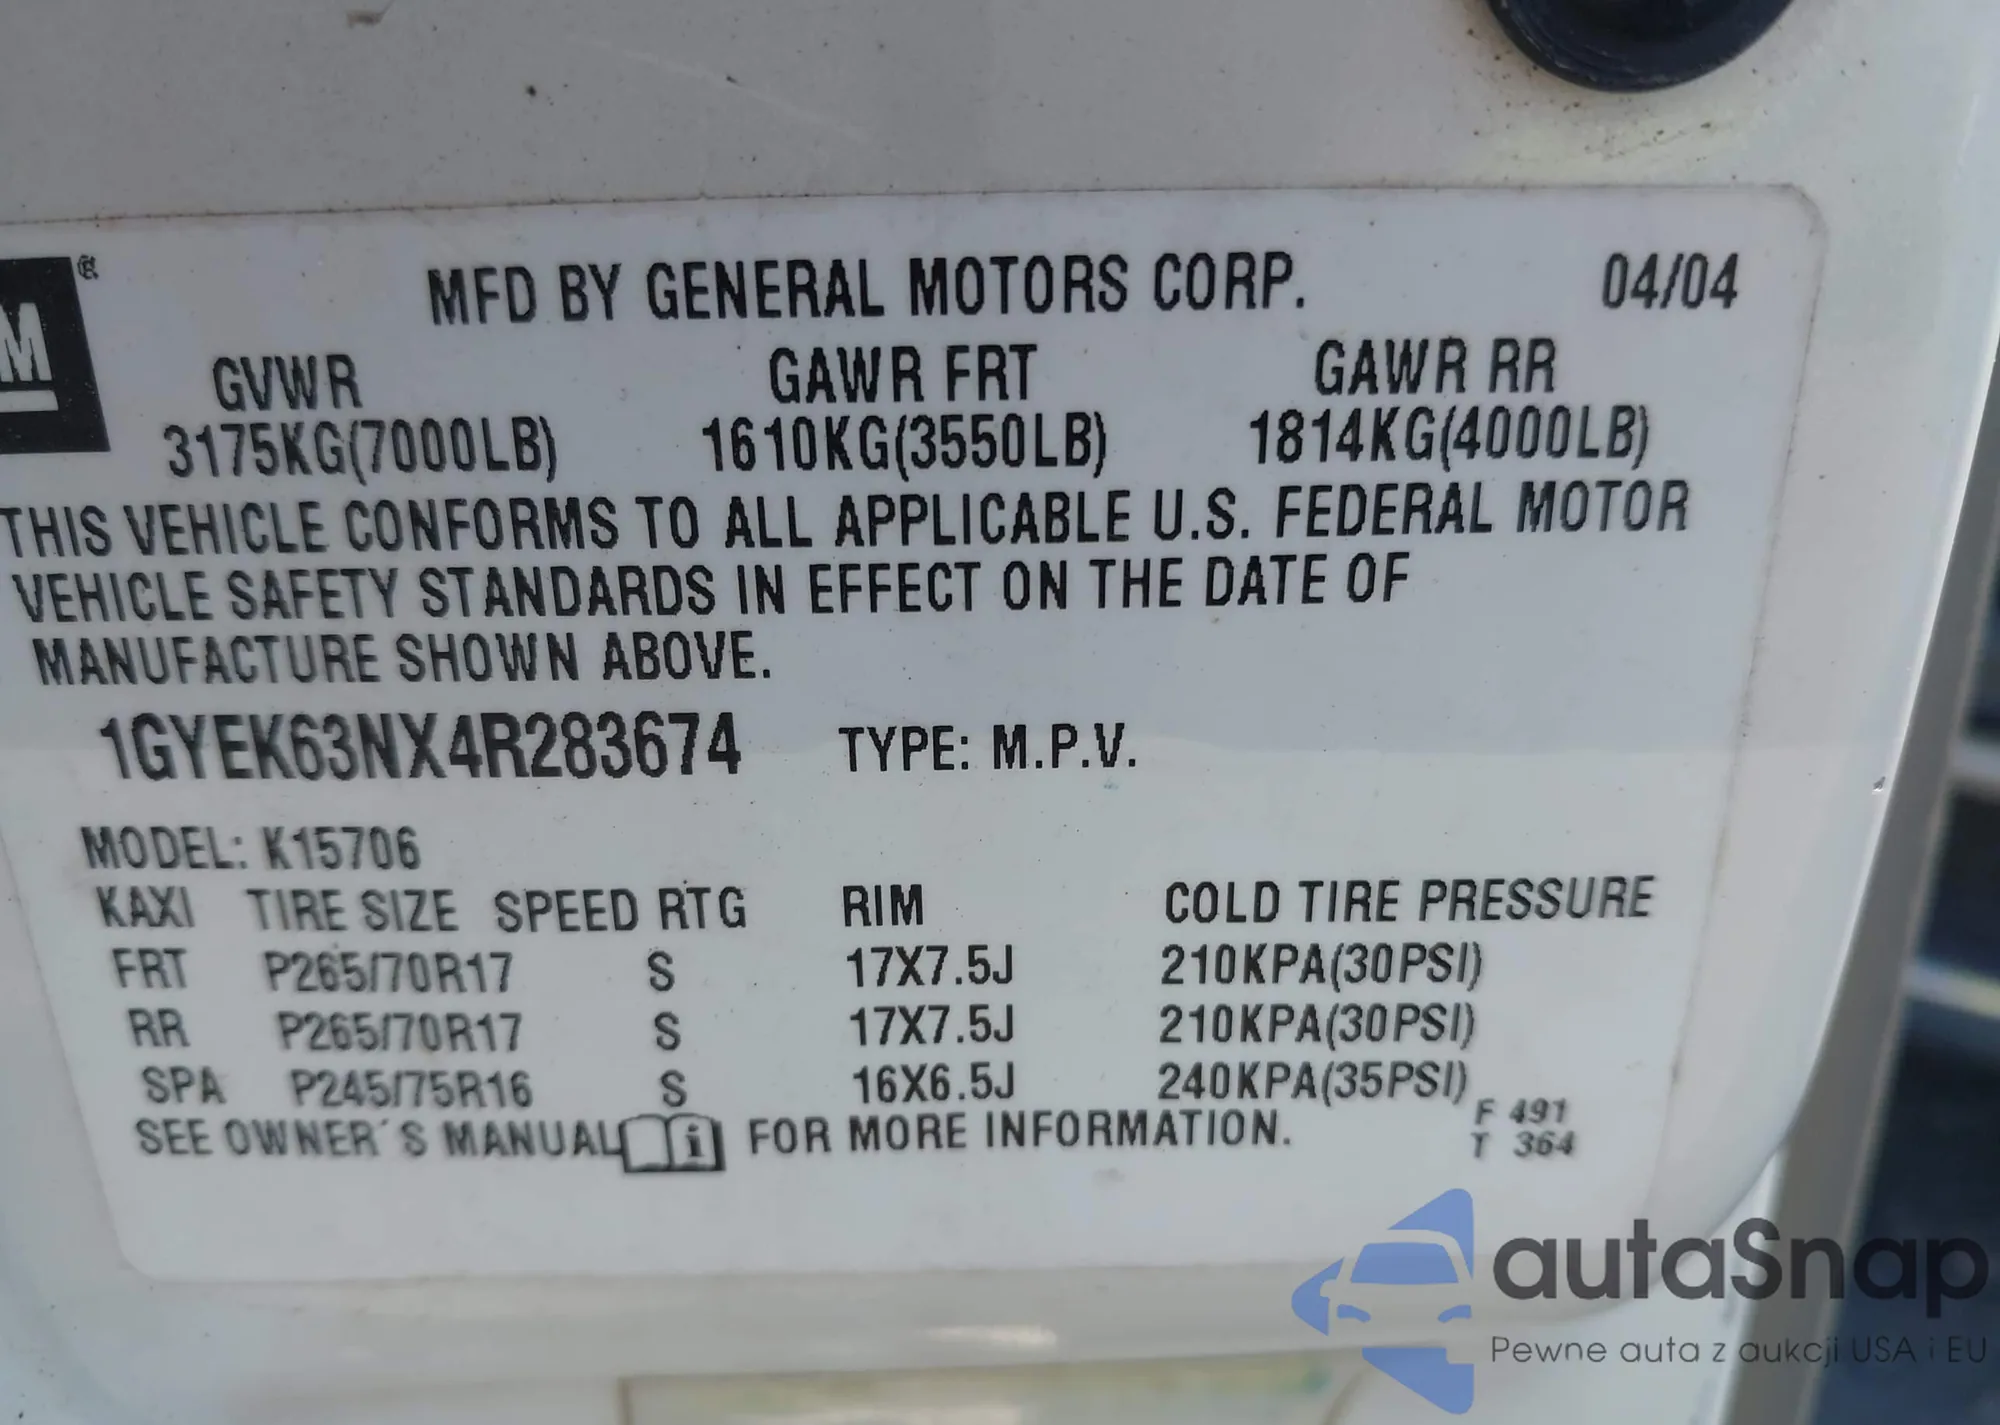 M ®
MFD BY GENERAL MOTORS CORP. 04/04
GVWR GAWR FRT GAWR RR
3175KG(7000LB) 1610KG(3550LB) 1814KG(4000LB)
THIS VEHICLE CONFORMS TO ALL APPLICABLE U.S. FEDERAL MOTOR
VEHICLE SAFETY STANDARDS IN EFFECT ON THE DATE OF
MANUFACTURE SHOWN ABOVE.
1GYEK63NX4R283674 TYPE: M.P.V.
MODEL: K15706
KAXI TIRE SIZE SPEED RTG RIM COLD TIRE PRESSURE
FRT P265/70R17 S 17X7.5J 210KPA(30PSI)
RR P265/70R17 S 17X7.5J 210KPA(30PSI)
SPA P245/75R16 S 16X6.5J 240KPA(35PSI)
SEE OWNER´S MANUAL i FOR MORE INFORMATION.
F 491
T 364
autaSnap
Pewne auta z aukcji USA i EU